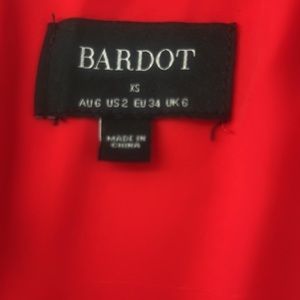 BARDOT
XS
AU6 US2 EU34 UK6
MADE IN
CHINA